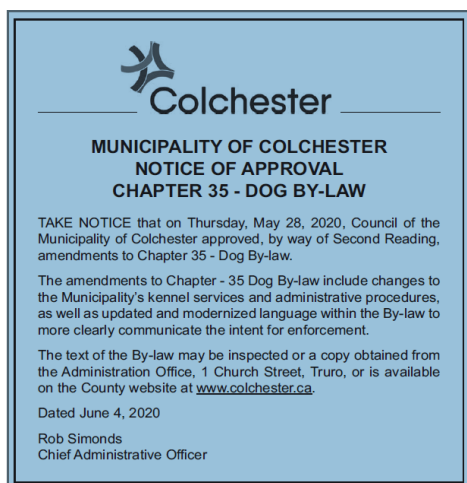 Colchester
MUNICIPALITY OF COLCHESTER
NOTICE OF APPROVAL
CHAPTER 35 - DOG BY-LAW
TAKE NOTICE that on Thursday, May 28, 2020, Council of the
Municipality of Colchester approved, by way of Second Reading,
amendments to Chapter 35 - Dog By-law.
The amendments to Chapter - 35 Dog By-law include changes to
the Municipality's kennel services and administrative procedures,
as well as updated and modernized language within the By-law to
more clearly communicate the intent for enforcement.
The text of the By-law may be inspected or a copy obtained from
the Administration Office, 1 Church Street, Truro, or is available
on the County website at www.colchester.ca.
Dated June 4, 2020
Rob Simonds
Chief Administrative Officer